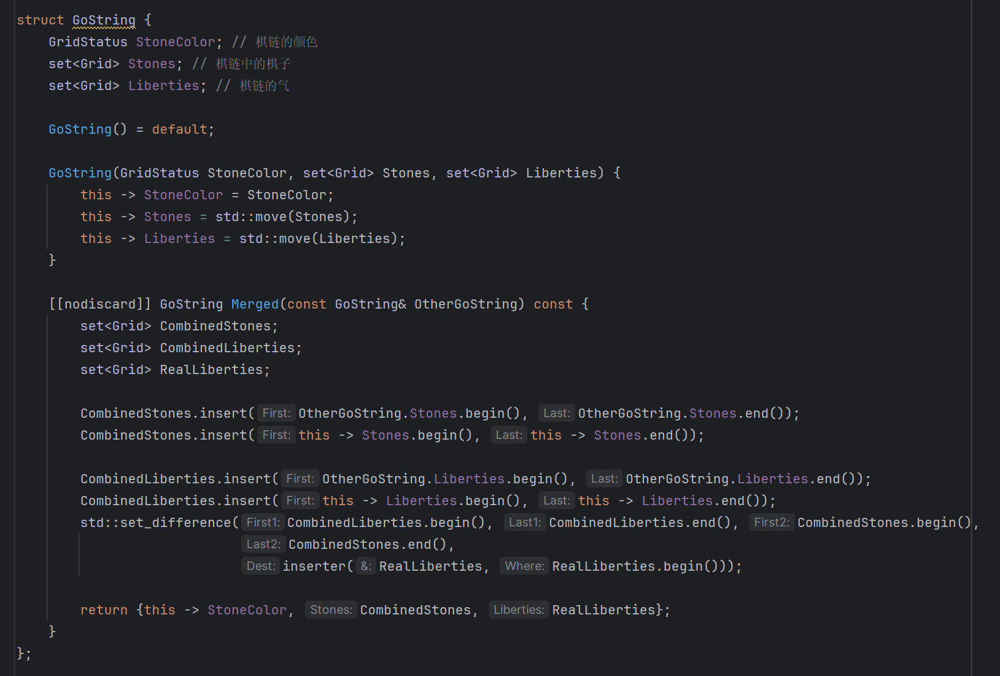 struct GoString {
GridStatus StoneColor; // 棋链的颜色
set<Grid> Stones; // 棋链中的棋子
set<Grid> Liberties; // 棋链的气
GoString() = default;
GoString(GridStatus StoneColor, set<Grid> Stones, set<Grid> Liberties) {
this -> StoneColor = StoneColor;
this -> Stones = std::move(Stones);
this -> Liberties = std::move(Liberties);
}
[[nodiscard]] GoString Merged(const GoString& OtherGoString) const {
set<Grid> CombinedStones;
set<Grid> CombinedLiberties;
set<Grid> RealLiberties;
CombinedStones.insert( First: OtherGoString.Stones.begin(), Last: OtherGoString.Stones.end());
CombinedStones.insert( First: this -> Stones.begin(), Last: this -> Stones.end());
CombinedLiberties.insert( First: OtherGoString.Liberties.begin(), Last: OtherGoString.Liberties.end());
CombinedLiberties.insert( First: this -> Liberties.begin(), Last: this -> Liberties.end());
std::set_difference( First1: CombinedLiberties.begin(), Last1: CombinedLiberties.end(), First2: CombinedStones.begin(),
Last2: CombinedStones.end(),
Dest: inserter( &: RealLiberties, Where: RealLiberties.begin()));
return {this -> StoneColor, Stones: CombinedStones, Liberties: RealLiberties};
}
};